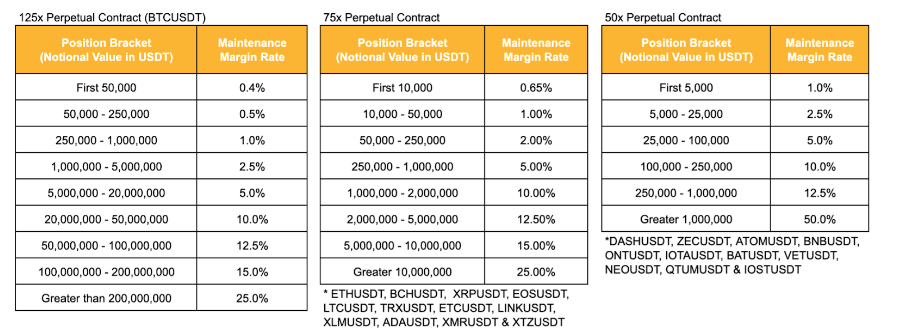 125x Perpetual Contract (BTCUSDT)
Position Bracket
(Notional Value in USDT)
Maintenance
Margin Rate
First 50,000
0.4%
50,000 - 250,000
0.5%
250,000 - 1,000,000
1.0%
1,000,000 - 5,000,000
2.5%
5,000,000 - 20,000,000
5.0%
20,000,000 - 50,000,000
10.0%
50,000,000 - 100,000,000
12.5%
100,000,000 - 200,000,000
15.0%
Greater than 200,000,000
25.0%
75x Perpetual Contract
Position Bracket
(Notional Value in USDT)
Maintenance
Margin Rate
First 10,000
0.65%
10,000 - 50,000
1.00%
50,000 - 250,000
2.00%
250,000 - 1,000,000
5.00%
1,000,000 - 2,000,000
10.00%
2,000,000 - 5,000,000
12.50%
5,000,000 - 10,000,000
15.00%
Greater 10,000,000
25.00%
* ETHUSDT, BCHUSDT, XRPUSDT, EOSUSDT,
LTCUSDT, TRXUSDT, ETCUSDT, LINKUSDT,
XLMUSDT, ADAUSDT, XMRUSDT & XTZUSDT
50x Perpetual Contract
Position Bracket
(Notional Value in USDT)
Maintenance
Margin Rate
First 5,000
1.0%
5,000 - 25,000
2.5%
25,000 - 100,000
5.0%
100,000 - 250,000
10.0%
250,000 - 1,000,000
12.5%
Greater 1,000,000
50.0%
*DASHUSDT, ZECUSDT, ATOMUSDT, BNBUSDT,
ONTUSDT, IOTAUSDT, BATUSDT, VETUSDT,
NEOUSDT, QTUMUSDT & IOSTUSDT